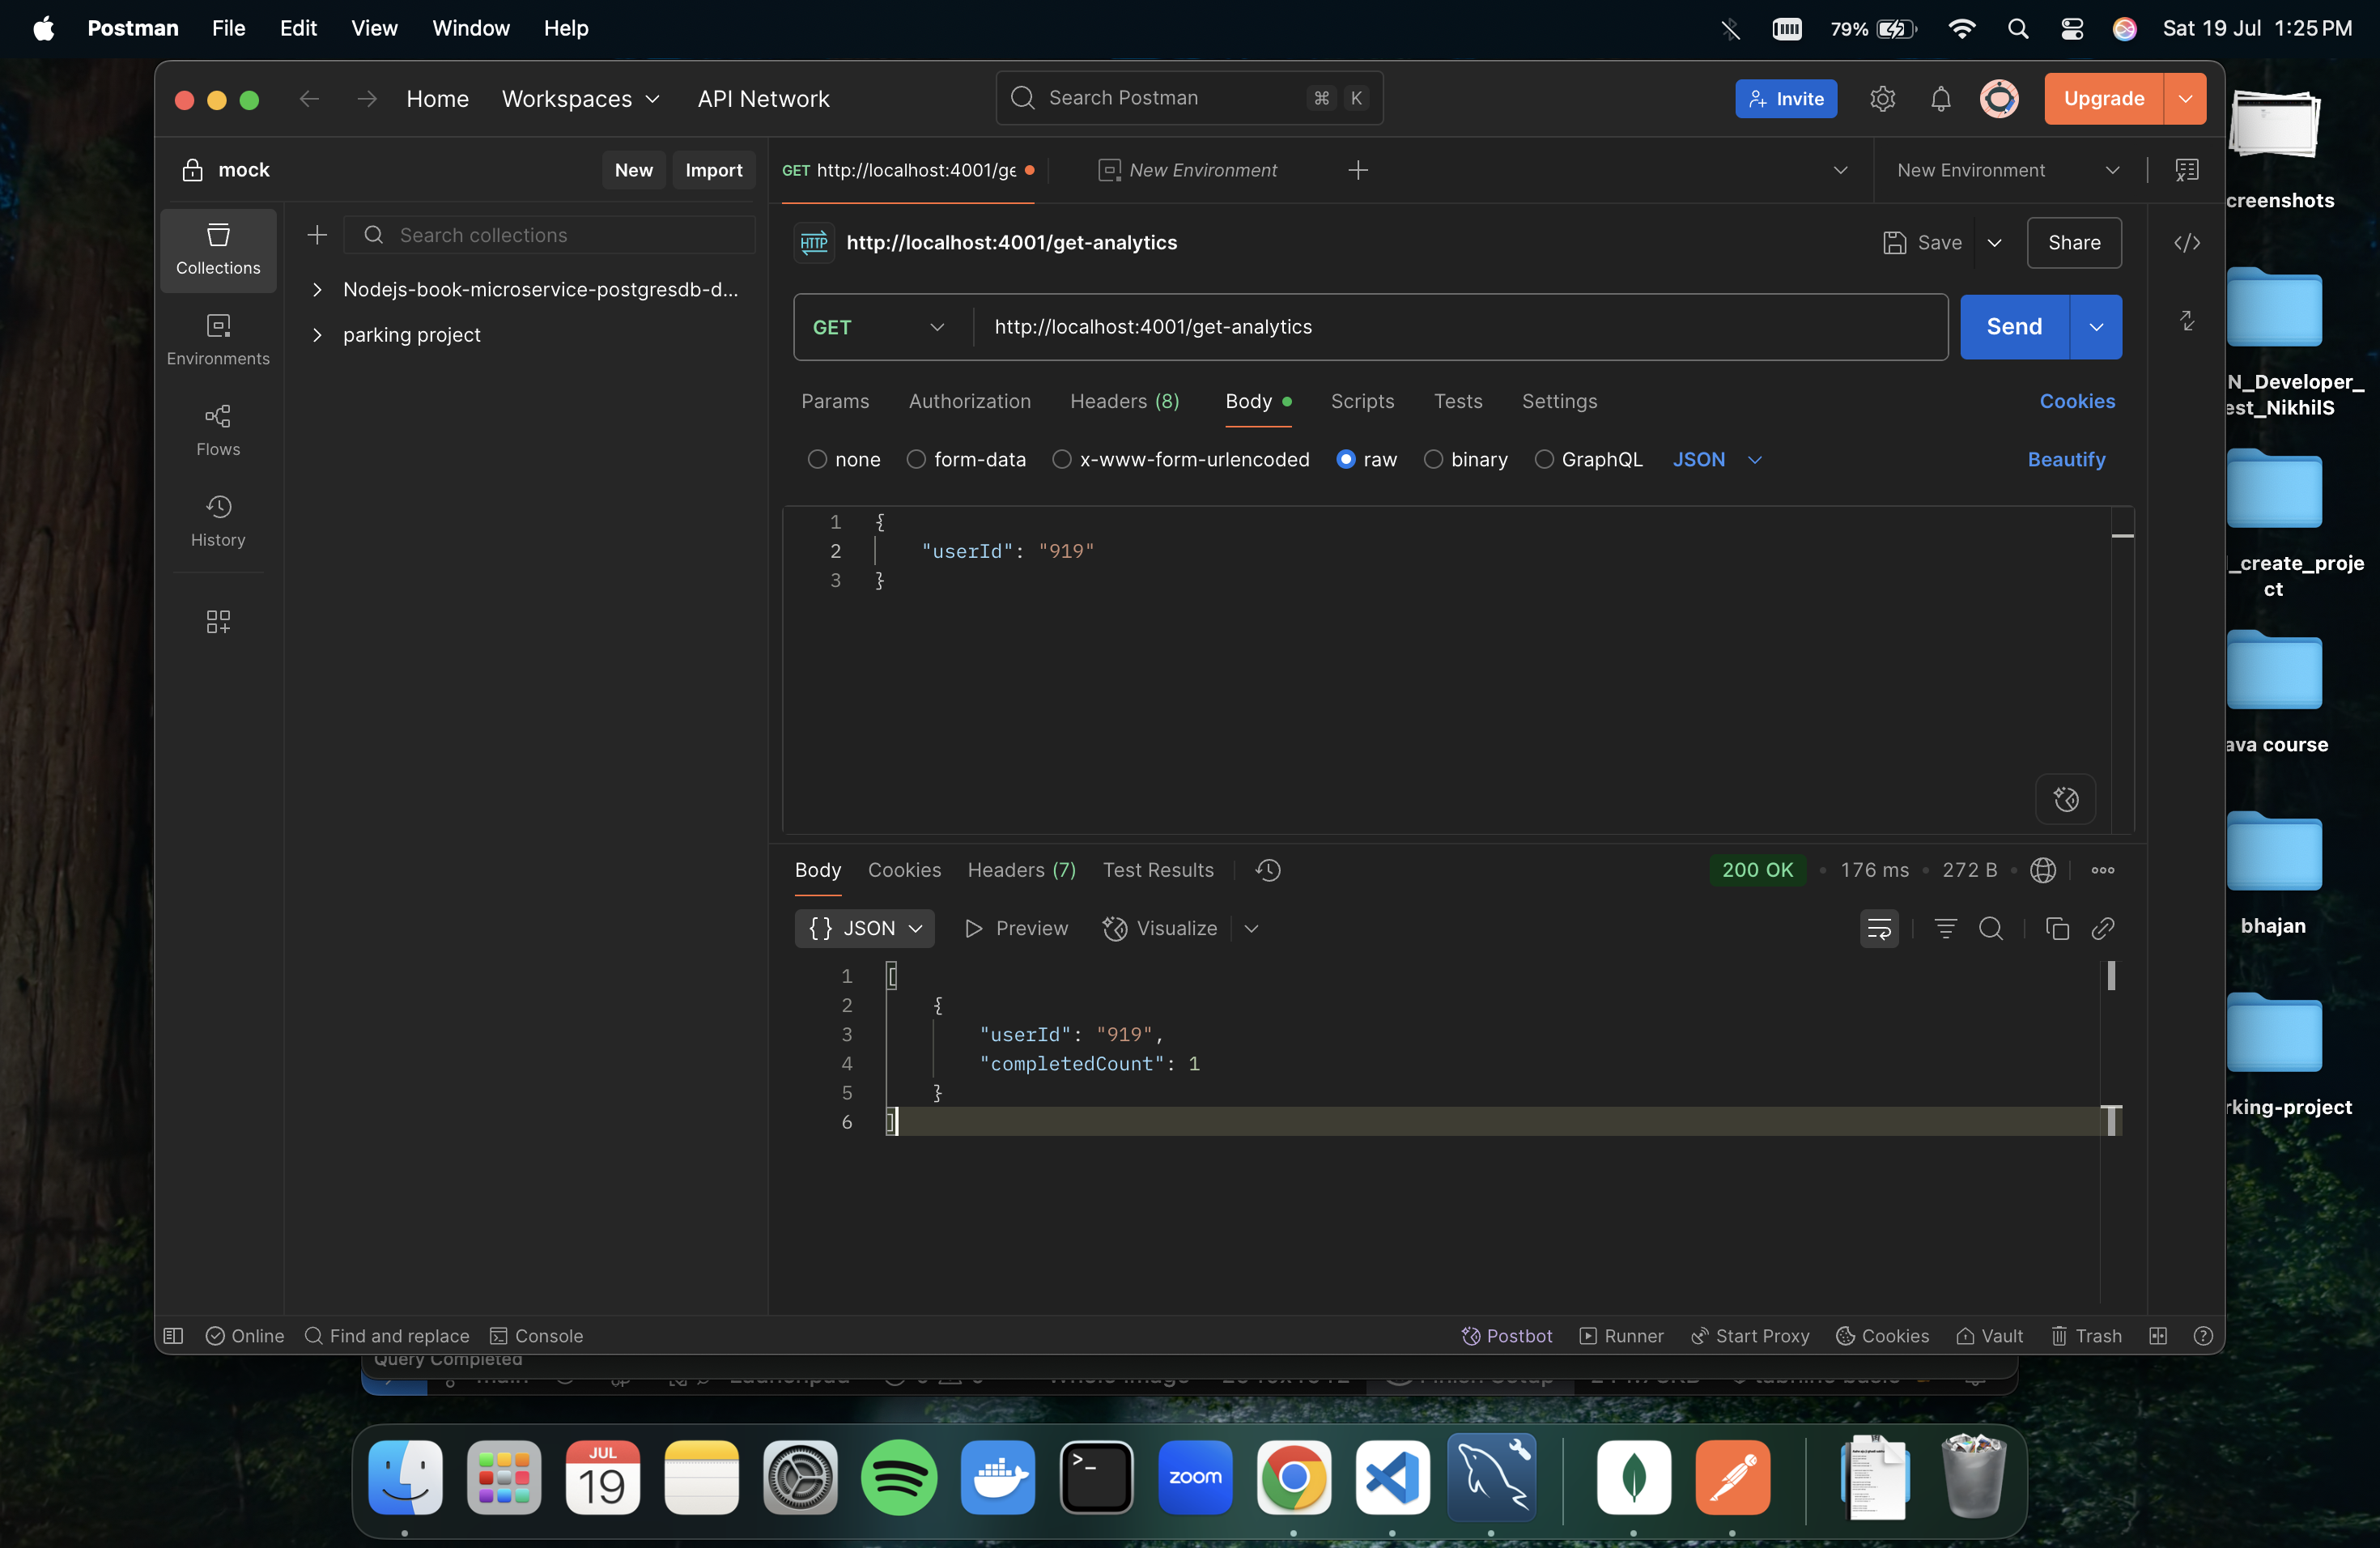 Postman File Edit View Window Help 79% Sat 19 Jul 1:25 PM
Home Workspaces API Network Search Postman ⌘ K Invite Upgrade
mock New Import GET http://localhost:4001/ge New Environment New Environment
Collections
Environments
Flows
History
Search collections
Nodejs-book-microservice-postgresdb-d...
parking project
HTTP http://localhost:4001/get-analytics Save Share
GET http://localhost:4001/get-analytics Send
Params Authorization Headers (8) Body Scripts Tests Settings Cookies
none form-data x-www-form-urlencoded raw binary GraphQL JSON Beautify
1 {
2 "userId": "919"
3 }
Body Cookies Headers (7) Test Results 200 OK • 176 ms • 272 B •
{} JSON Preview Visualize
1 [
2 {
3 "userId": "919",
4 "completedCount": 1
5 }
6 ]
Online Find and replace Console Postbot Runner Start Proxy Cookies Vault Trash
Query Completed
creenshots
N_Developer_
est_NikhilS
_create_proje
ct
ava course
bhajan
rking-project
JUL
19
zoom